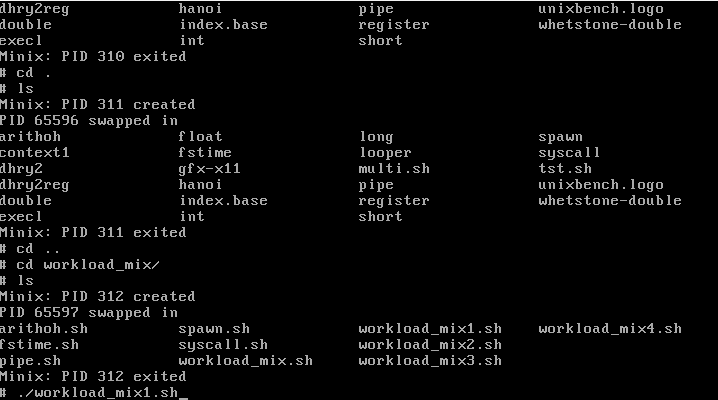 dhry2reg hanoi pipe unixbench.logo
double index.base register whetstone-double
execl int short
Minix: PID 310 exited
# cd .
# ls
Minix: PID 311 created
PID 65596 swapped in
arithoh float long spawn
context1 fstime looper syscall
dhry2 gfx-x11 multi.sh tst.sh
dhry2reg hanoi pipe unixbench.logo
double index.base register whetstone-double
execl int short
Minix: PID 311 exited
# cd ..
# cd workload_mix/
# ls
Minix: PID 312 created
PID 65597 swapped in
arithoh.sh spawn.sh workload_mix1.sh workload_mix4.sh
fstime.sh syscall.sh workload_mix2.sh
pipe.sh workload_mix.sh workload_mix3.sh
Minix: PID 312 exited
# ./workload_mix1.sh_